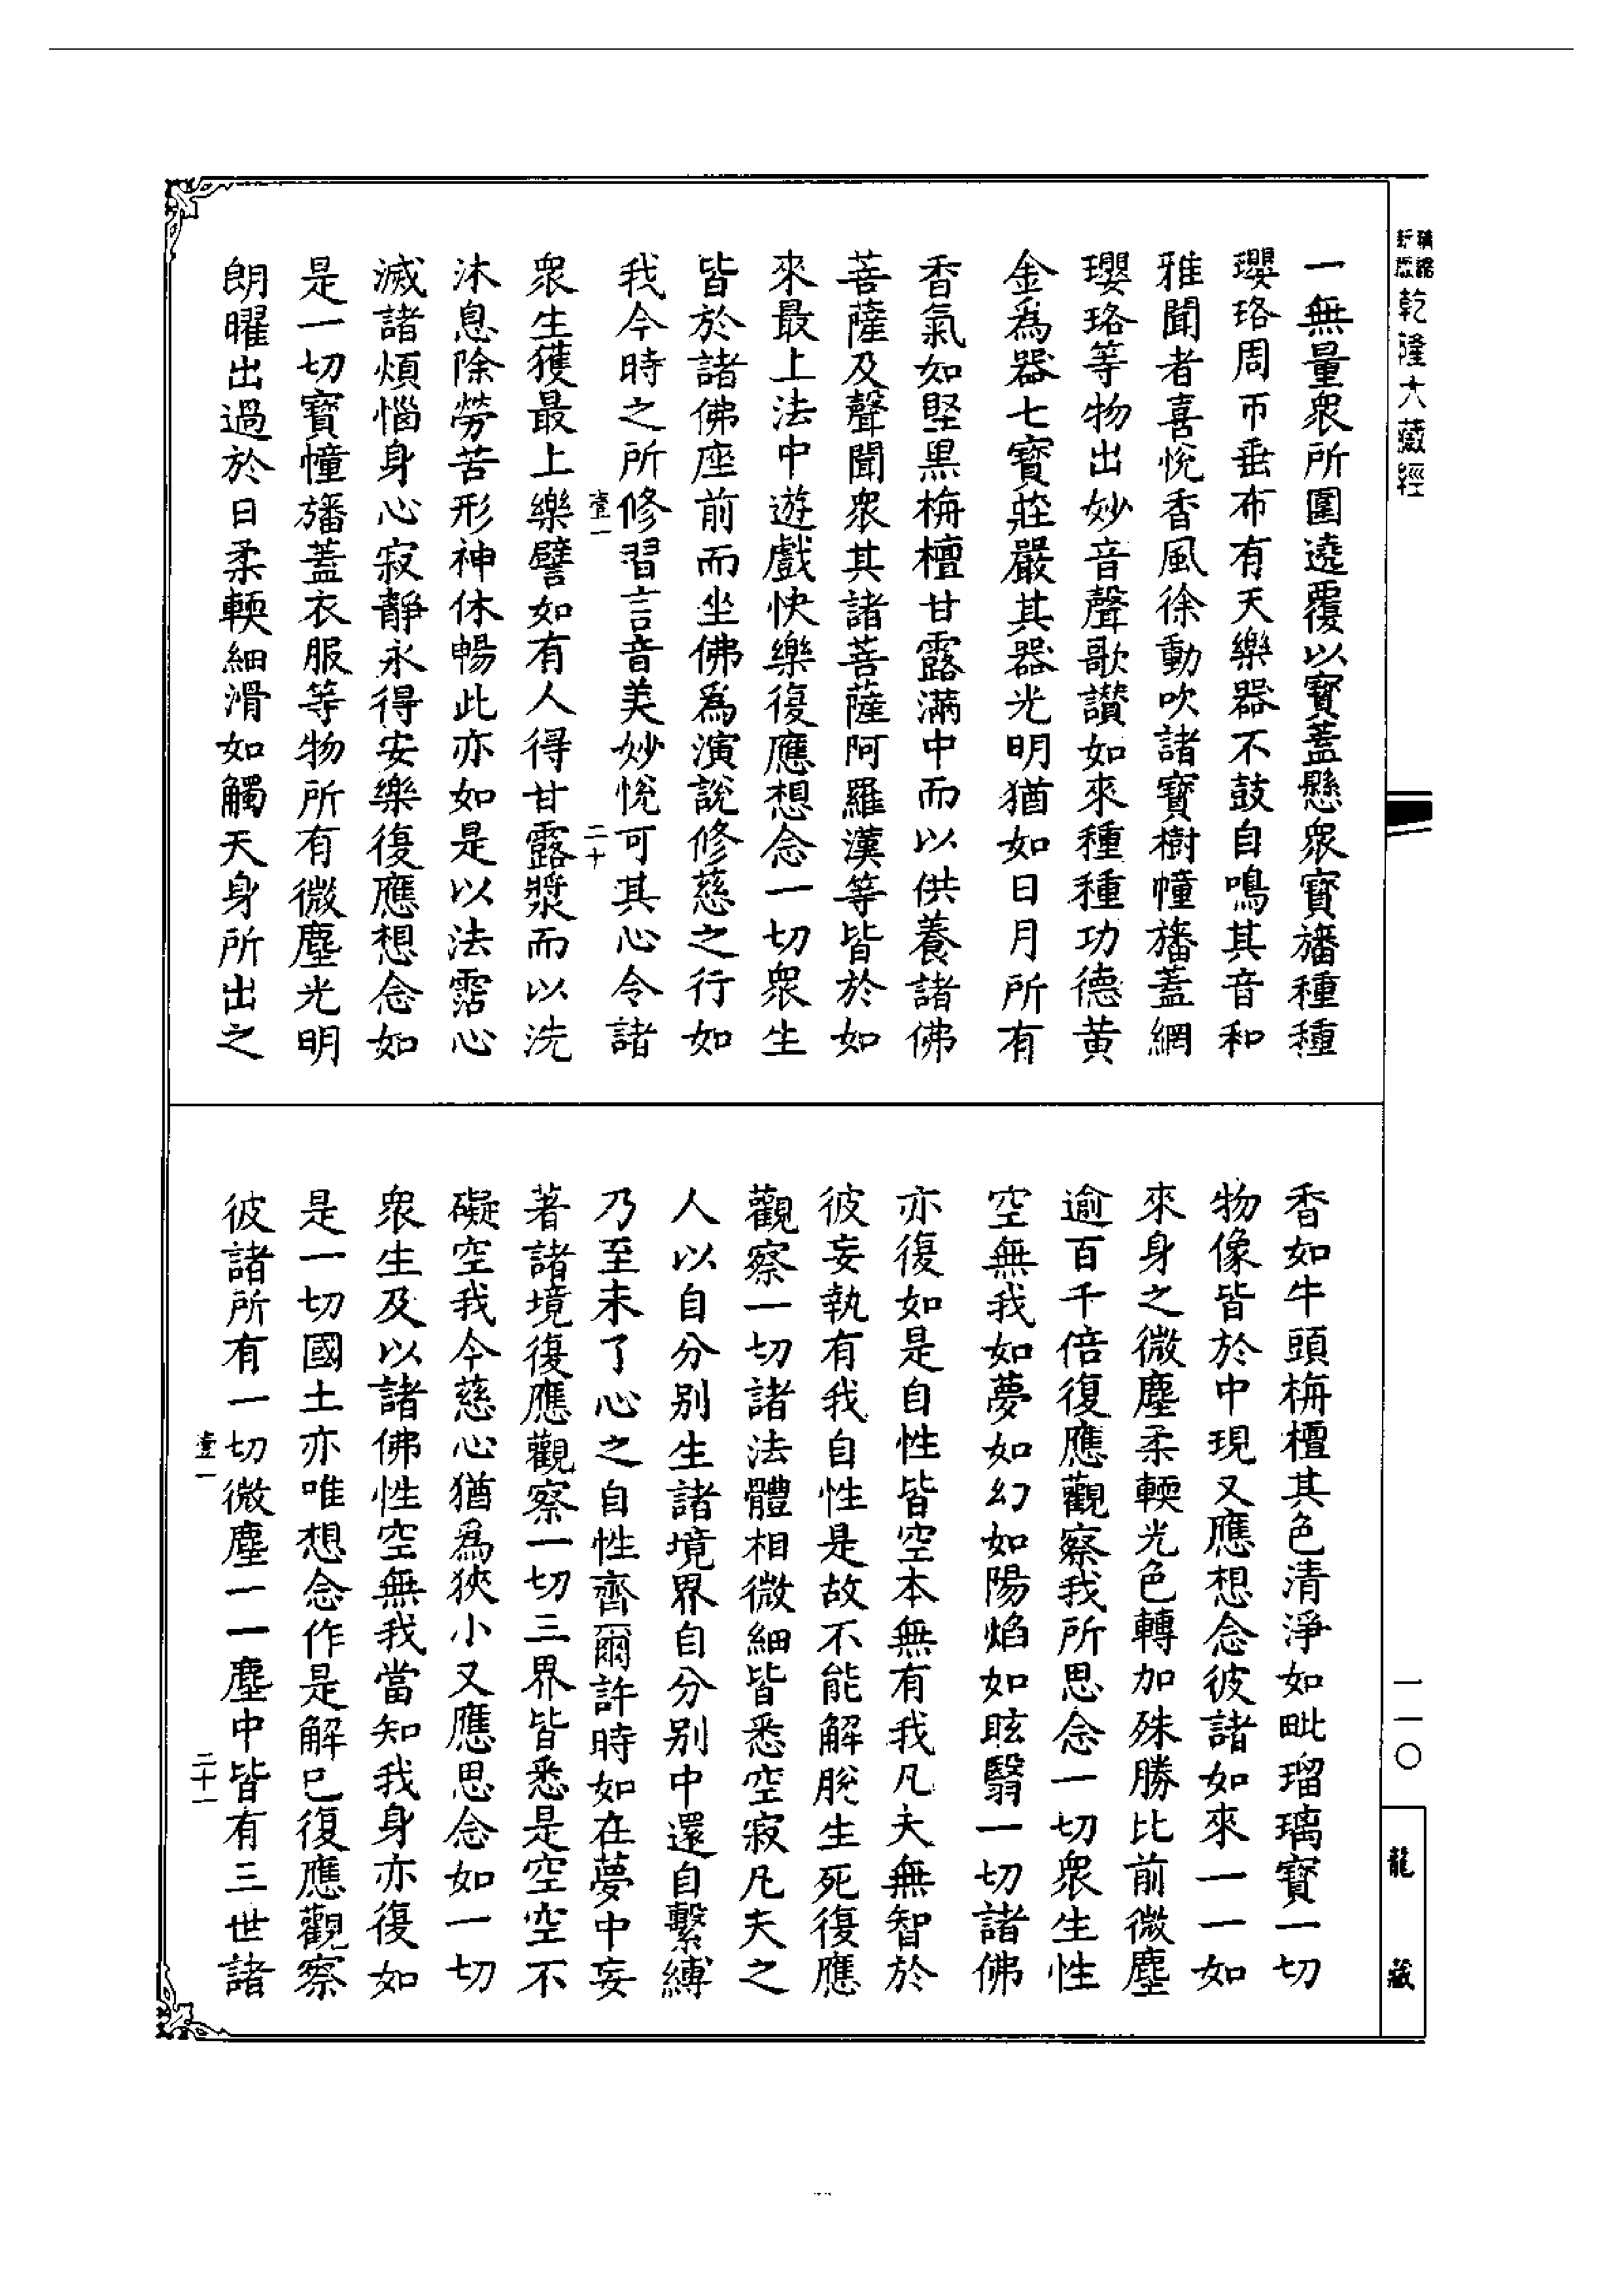 乾隆大藏經
一無量衆所圍遶覆以寳蓋懸衆寳旛種種
瓔珞周帀垂布有天樂器不鼓自鳴其音和
雅聞者喜悅香風徐動吹諸寳樹幢旛蓋網
瓔珞等物出妙音聲歌讃如來種種功德黄
金爲器七寳莊嚴其器光明猶如日月所有
香氣如堅黒栴檀甘露滿中而以供養諸佛
菩薩及聲聞衆其諸菩薩阿羅漢等皆於如
來最上法中遊戲快樂復應想念一切衆生
皆於諸佛座前而坐佛爲演說修慈之行如
我今時之所修習言音美妙悅可其心令諸
壹一
二十
衆生獲最上樂譬如有人得甘露漿而以洗
沐息除勞苦形神休暢此亦如是以法霑心
滅諸煩惱身心寂靜永得安樂復應想念如
是一切寳幢旛蓋衣服等物所有微塵光明
朗曜出過於日柔輭細滑如觸天身所出之
香如牛頭栴檀其色清淨如毗瑠璃寳一切
物像皆於中現又應想念彼諸如來一一如
來身之微塵柔輭光色轉加殊勝比前微塵
逾百千倍復應觀察我所思念一切衆生性
空無我如夢如幻如陽焰如眩翳一切諸佛
亦復如是自性皆空本無有我凡夫無智於
彼妄執有我自性是故不能解脫生死復應
觀察一切諸法體相微細皆悉空寂凡夫之
人以自分別生諸境界自分別中還自繫縛
乃至未了心之自性齊爾許時如在夢中妄
著諸境復應觀察一切三界皆悉是空空不
礙空我今慈心猶爲狹小又應思念如一切
衆生及以諸佛性空無我當知我身亦復如
是一切國土亦唯想念作是解已復應觀察
彼諸所有一切微塵一一塵中皆有三世諸
壹一
二十一
一一〇
龍藏